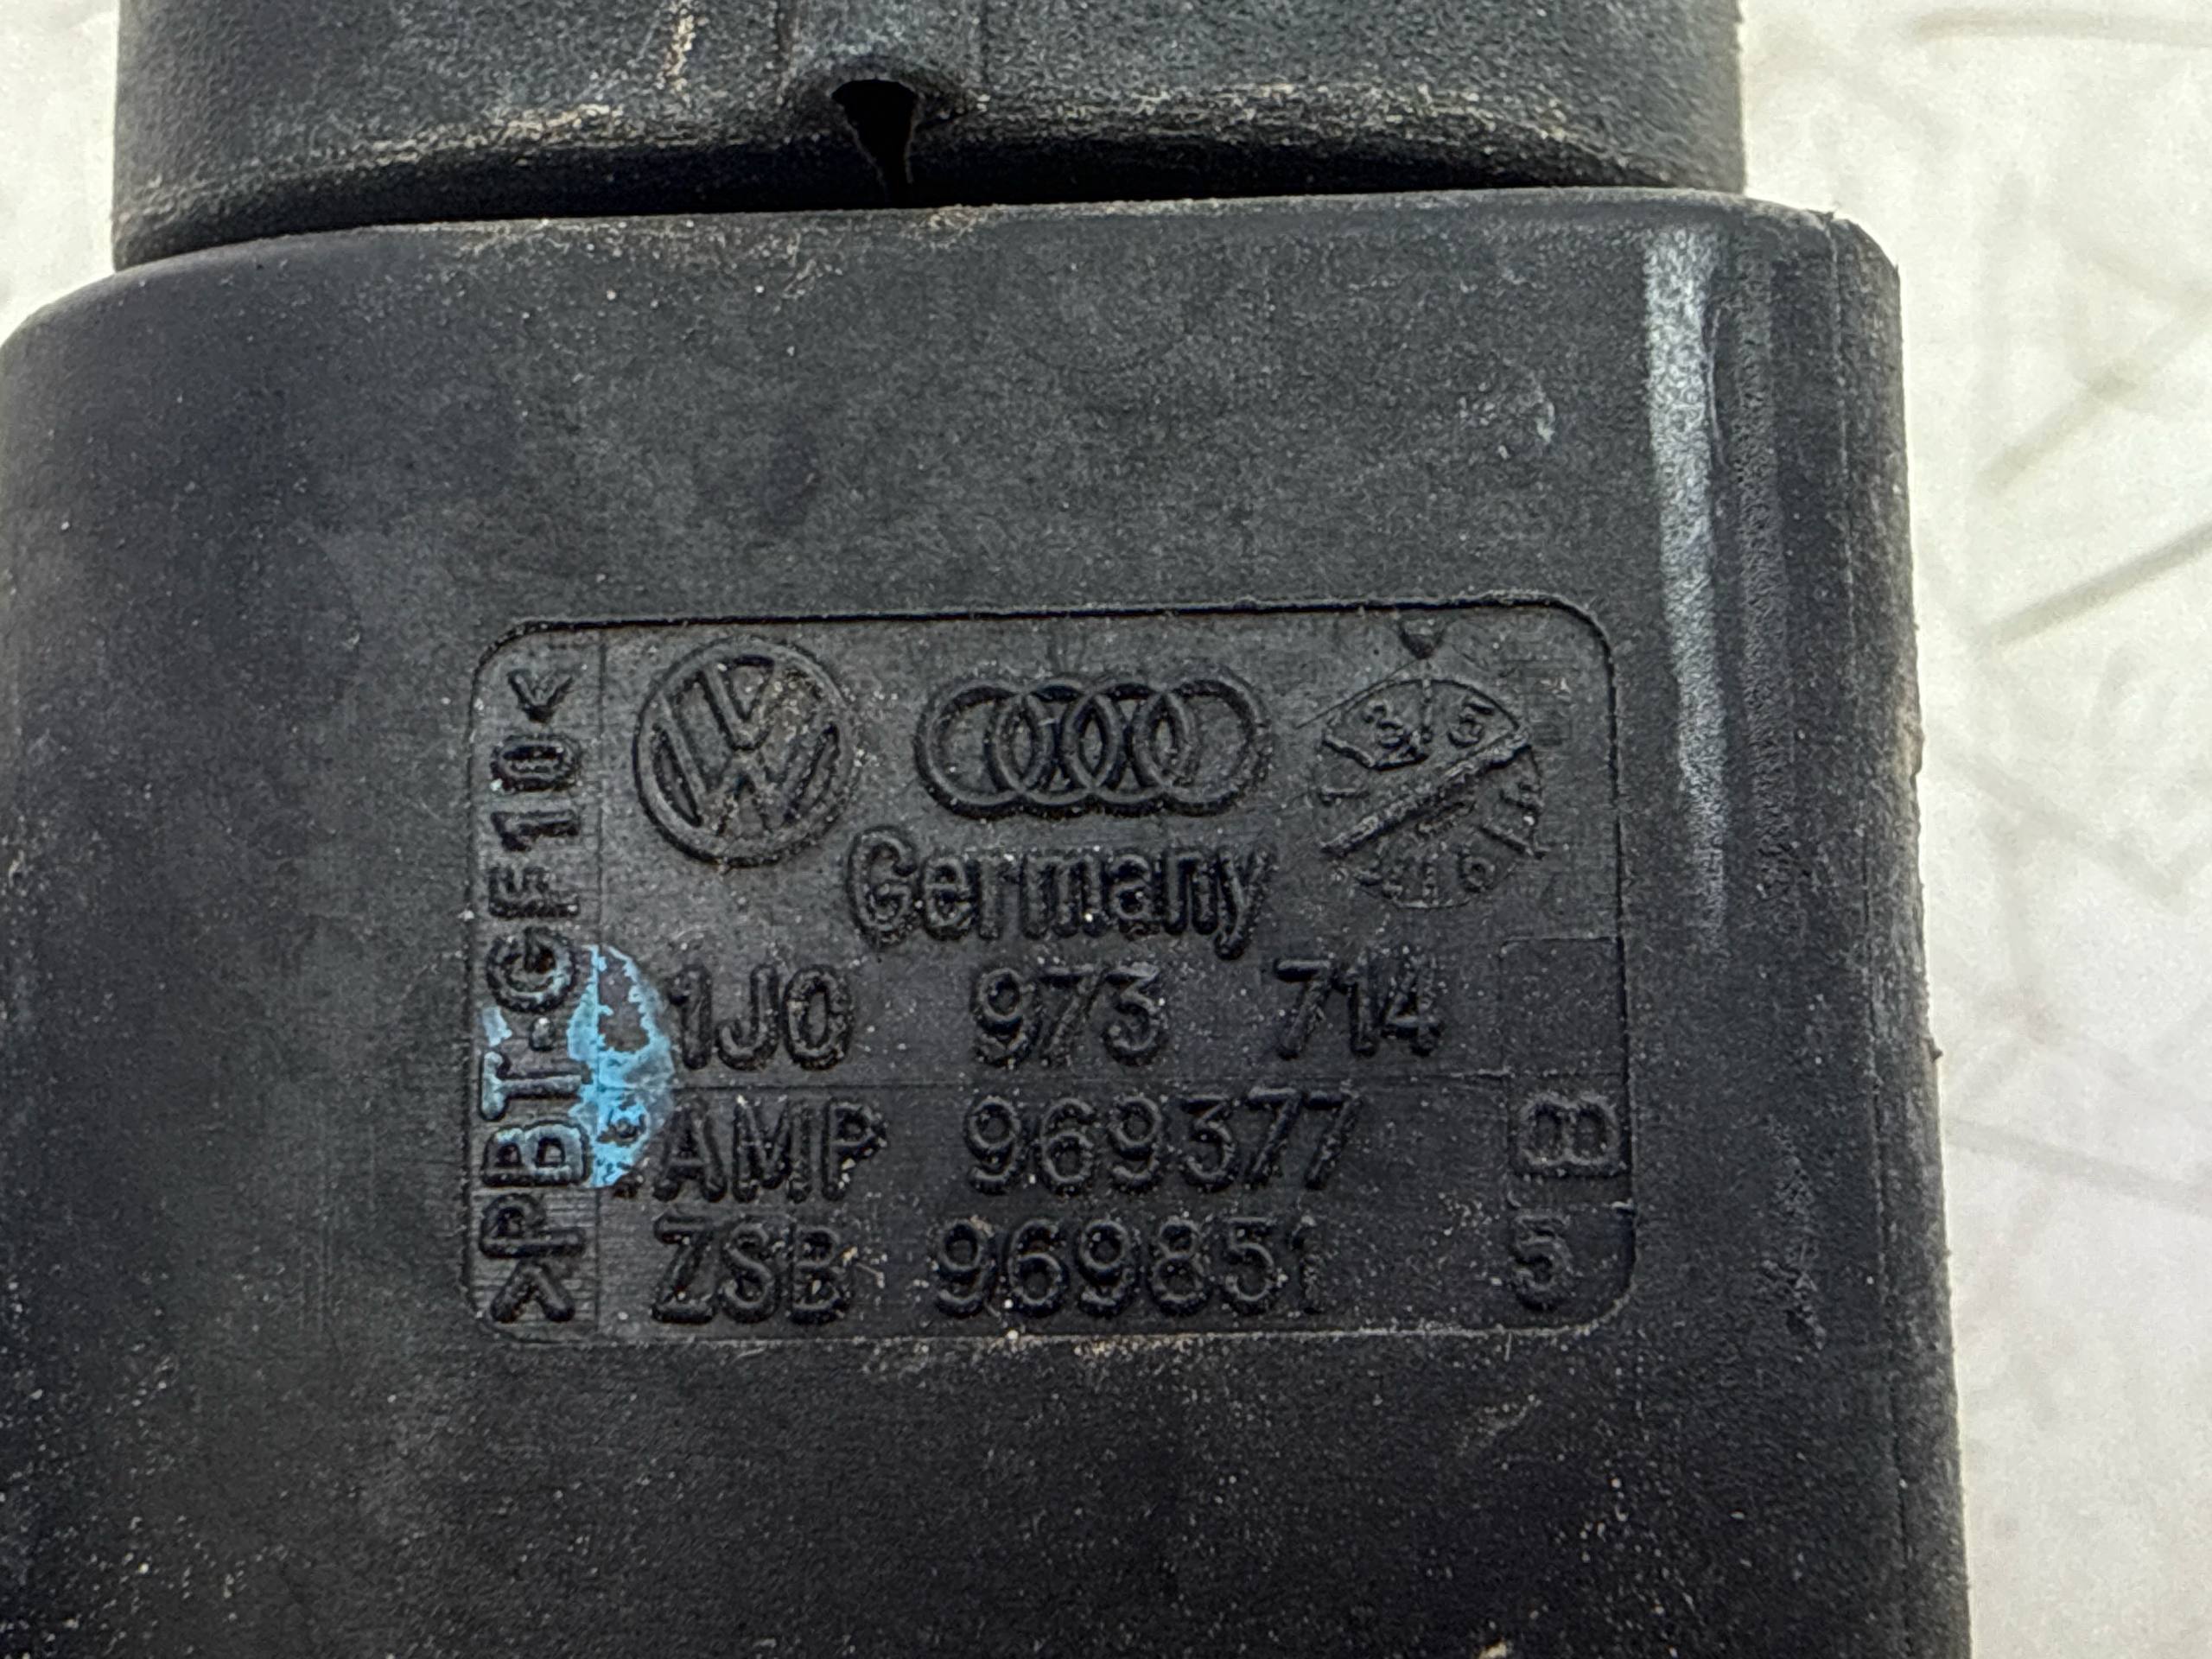 >PBT-GF10<
Germany
1J0 973 714
AMP 969377 B
ZSB 969851 5